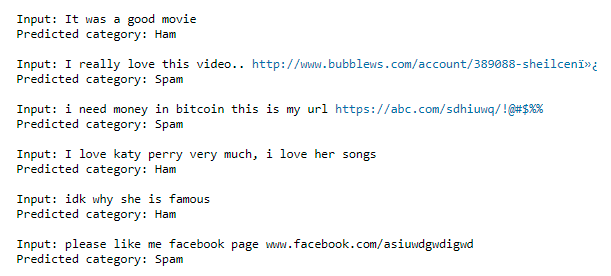 Input: It was a good movie
Predicted category: Ham
Input: I really love this video.. http://www.bubblews.com/account/389088-sheilcenï»¿
Predicted category: Spam
Input: i need money in bitcoin this is my url https://abc.com/sdhiuwq/!@#$%%
Predicted category: Spam
Input: I love katy perry very much, i love her songs
Predicted category: Ham
Input: idk why she is famous
Predicted category: Ham
Input: please like me facebook page www.facebook.com/asiuwdgwdigwd
Predicted category: Spam